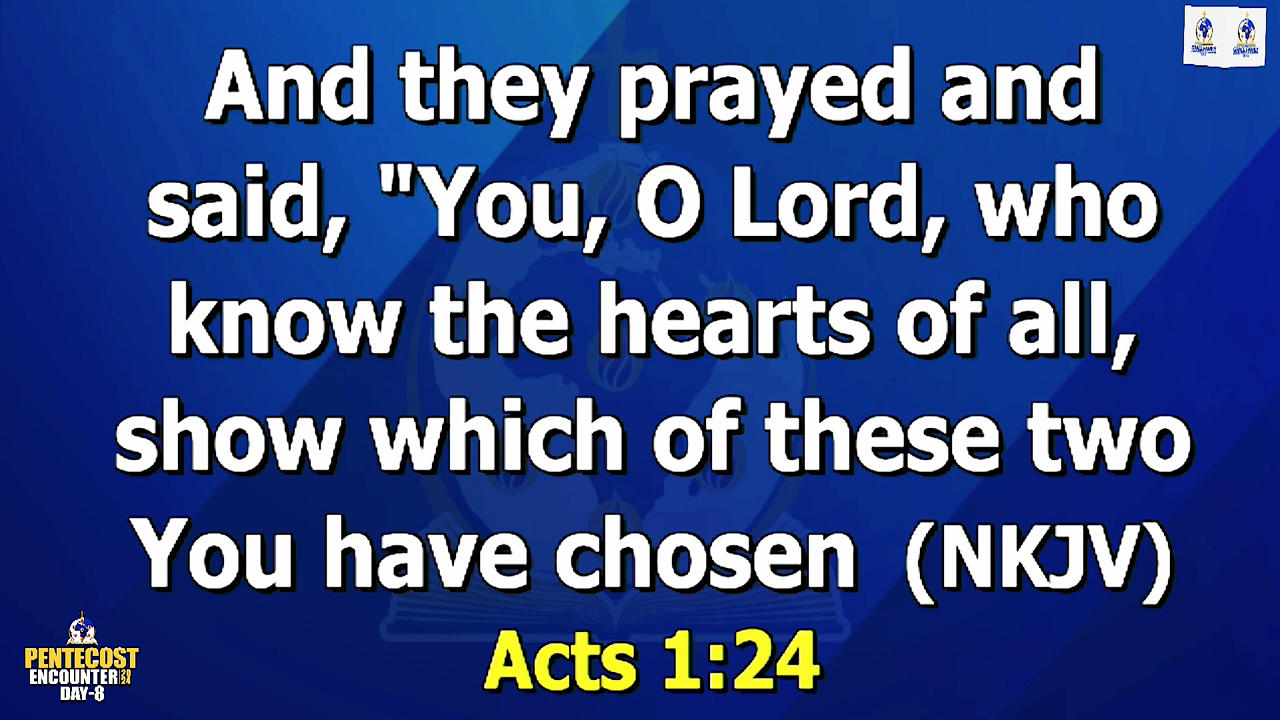 And they prayed and
said, "You, O Lord, who
know the hearts of all,
show which of these two
You have chosen (NKJV)
Acts 1:24
PENTECOST
ENCOUNTER
DAY-8